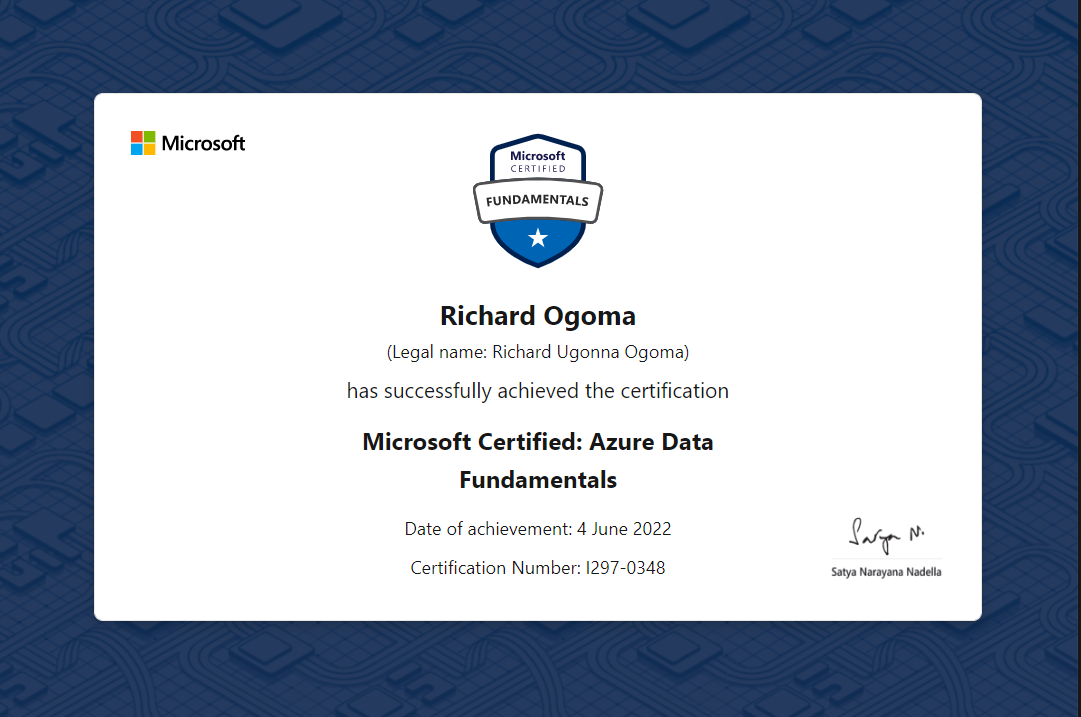 Microsoft
Microsoft
CERTIFIED
FUNDAMENTALS
Richard Ogoma
(Legal name: Richard Ugonna Ogoma)
has successfully achieved the certification
Microsoft Certified: Azure Data
Fundamentals
Date of achievement: 4 June 2022
Certification Number: I297-0348
Satya N.
Satya Narayana Nadella